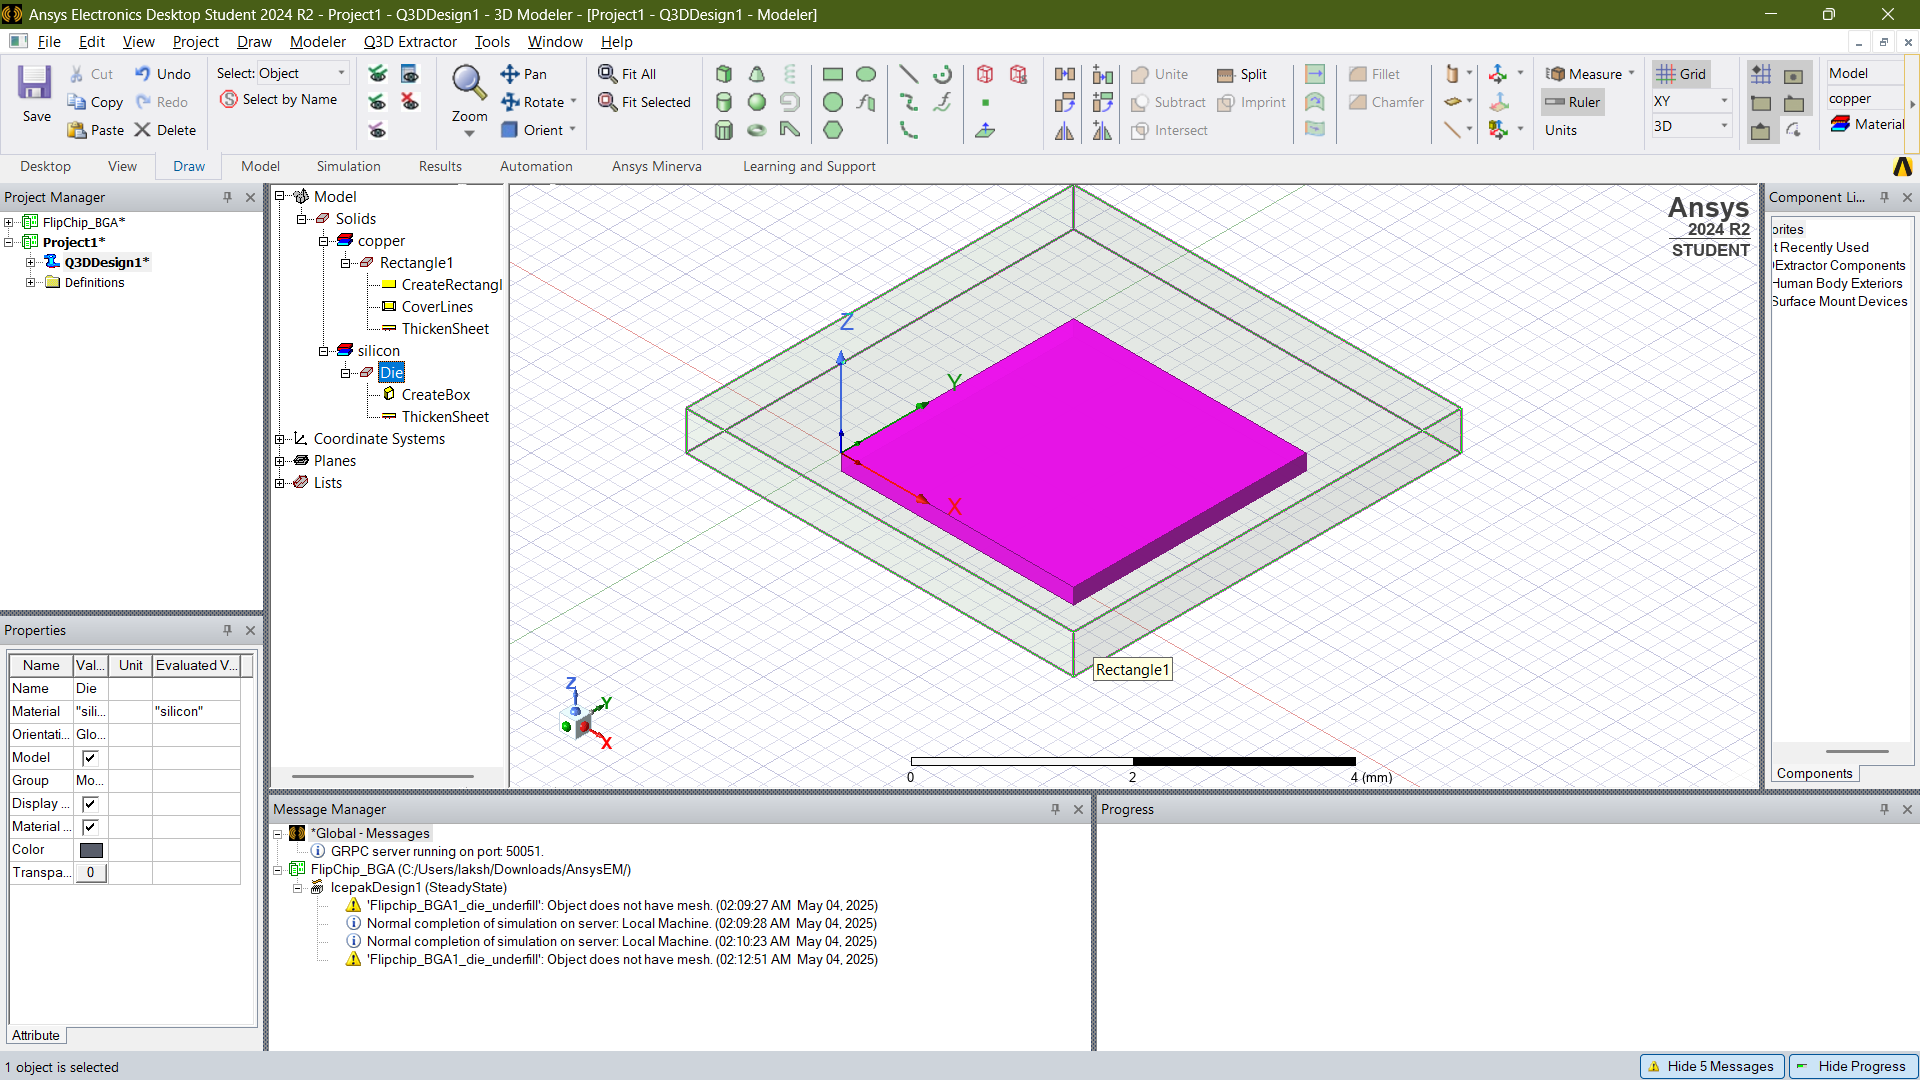 Ansys Electronics Desktop Student 2024 R2 - Project1 - Q3DDesign1 - 3D Modeler - [Project1 - Q3DDesign1 - Modeler]
File Edit View Project Draw Modeler Q3D Extractor Tools Window Help
Save
Cut
Copy
Paste
Undo
Redo
Delete
Select: Object
Select by Name
Zoom
Pan
Rotate
Orient
Fit All
Fit Selected
Unite
Subtract
Intersect
Split
Imprint
Fillet
Chamfer
Measure
Ruler
Units
Grid
XY
3D
Model
copper
Material
Desktop View Draw Model Simulation Results Automation Ansys Minerva Learning and Support
Project Manager
FlipChip_BGA*
Project1*
Q3DDesign1*
Definitions
Model
Solids
copper
Rectangle1
CreateRectangl
CoverLines
ThickenSheet
silicon
Die
CreateBox
ThickenSheet
Coordinate Systems
Planes
Lists
Z
Y
X
Rectangle1
Z
Y
X
0 2 4 (mm)
Ansys
2024 R2
STUDENT
Component Li...
orites
t Recently Used
Extractor Components
Human Body Exteriors
Surface Mount Devices
Components
Properties
Name Val... Unit Evaluated V...
Name Die
Material "sili... "silicon"
Orientati... Glo...
Model
Group Mo...
Display ...
Material ...
Color
Transpa... 0
Attribute
Message Manager
*Global - Messages
GRPC server running on port: 50051.
FlipChip_BGA (C:/Users/laksh/Downloads/AnsysEM/)
IcepakDesign1 (SteadyState)
'Flipchip_BGA1_die_underfill': Object does not have mesh. (02:09:27 AM May 04, 2025)
Normal completion of simulation on server: Local Machine. (02:09:28 AM May 04, 2025)
Normal completion of simulation on server: Local Machine. (02:10:23 AM May 04, 2025)
'Flipchip_BGA1_die_underfill': Object does not have mesh. (02:12:51 AM May 04, 2025)
Progress
1 object is selected
Hide 5 Messages
Hide Progress